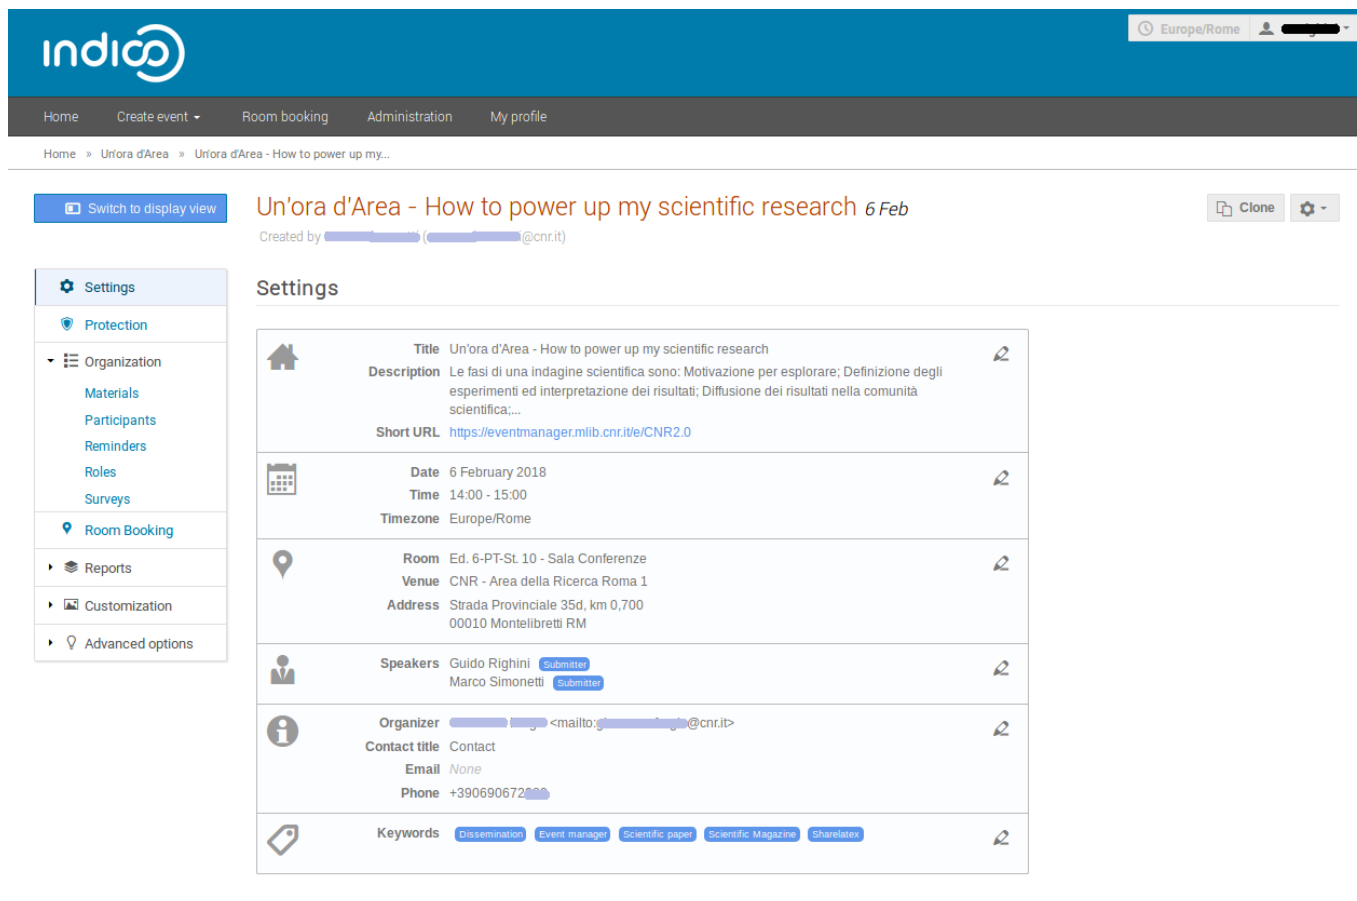 indico
Europe/Rome
Home Create event Room booking Administration My profile
Home » Un'ora d'Area » Un'ora d'Area - How to power up my...
Switch to display view
Un'ora d'Area - How to power up my scientific research 6 Feb
Clone
Created by ( @cnr.it)
Settings
Protection
Organization
Materials
Participants
Reminders
Roles
Surveys
Room Booking
Reports
Customization
Advanced options
Settings
Title Un'ora d'Area - How to power up my scientific research
Description Le fasi di una indagine scientifica sono: Motivazione per esplorare; Definizione degli
esperimenti ed interpretazione dei risultati; Diffusione dei risultati nella comunità
scientifica;...
Short URL https://eventmanager.mlib.cnr.it/e/CNR2.0
Date 6 February 2018
Time 14:00 - 15:00
Timezone Europe/Rome
Room Ed. 6-PT-St. 10 - Sala Conferenze
Venue CNR - Area della Ricerca Roma 1
Address Strada Provinciale 35d, km 0,700
00010 Montelibretti RM
Speakers Guido Righini Submitter
Marco Simonetti Submitter
Organizer <mailto: @cnr.it>
Contact title Contact
Email None
Phone +390690672
Keywords Dissemination Event manager Scientific paper Scientific Magazine Sharelatex